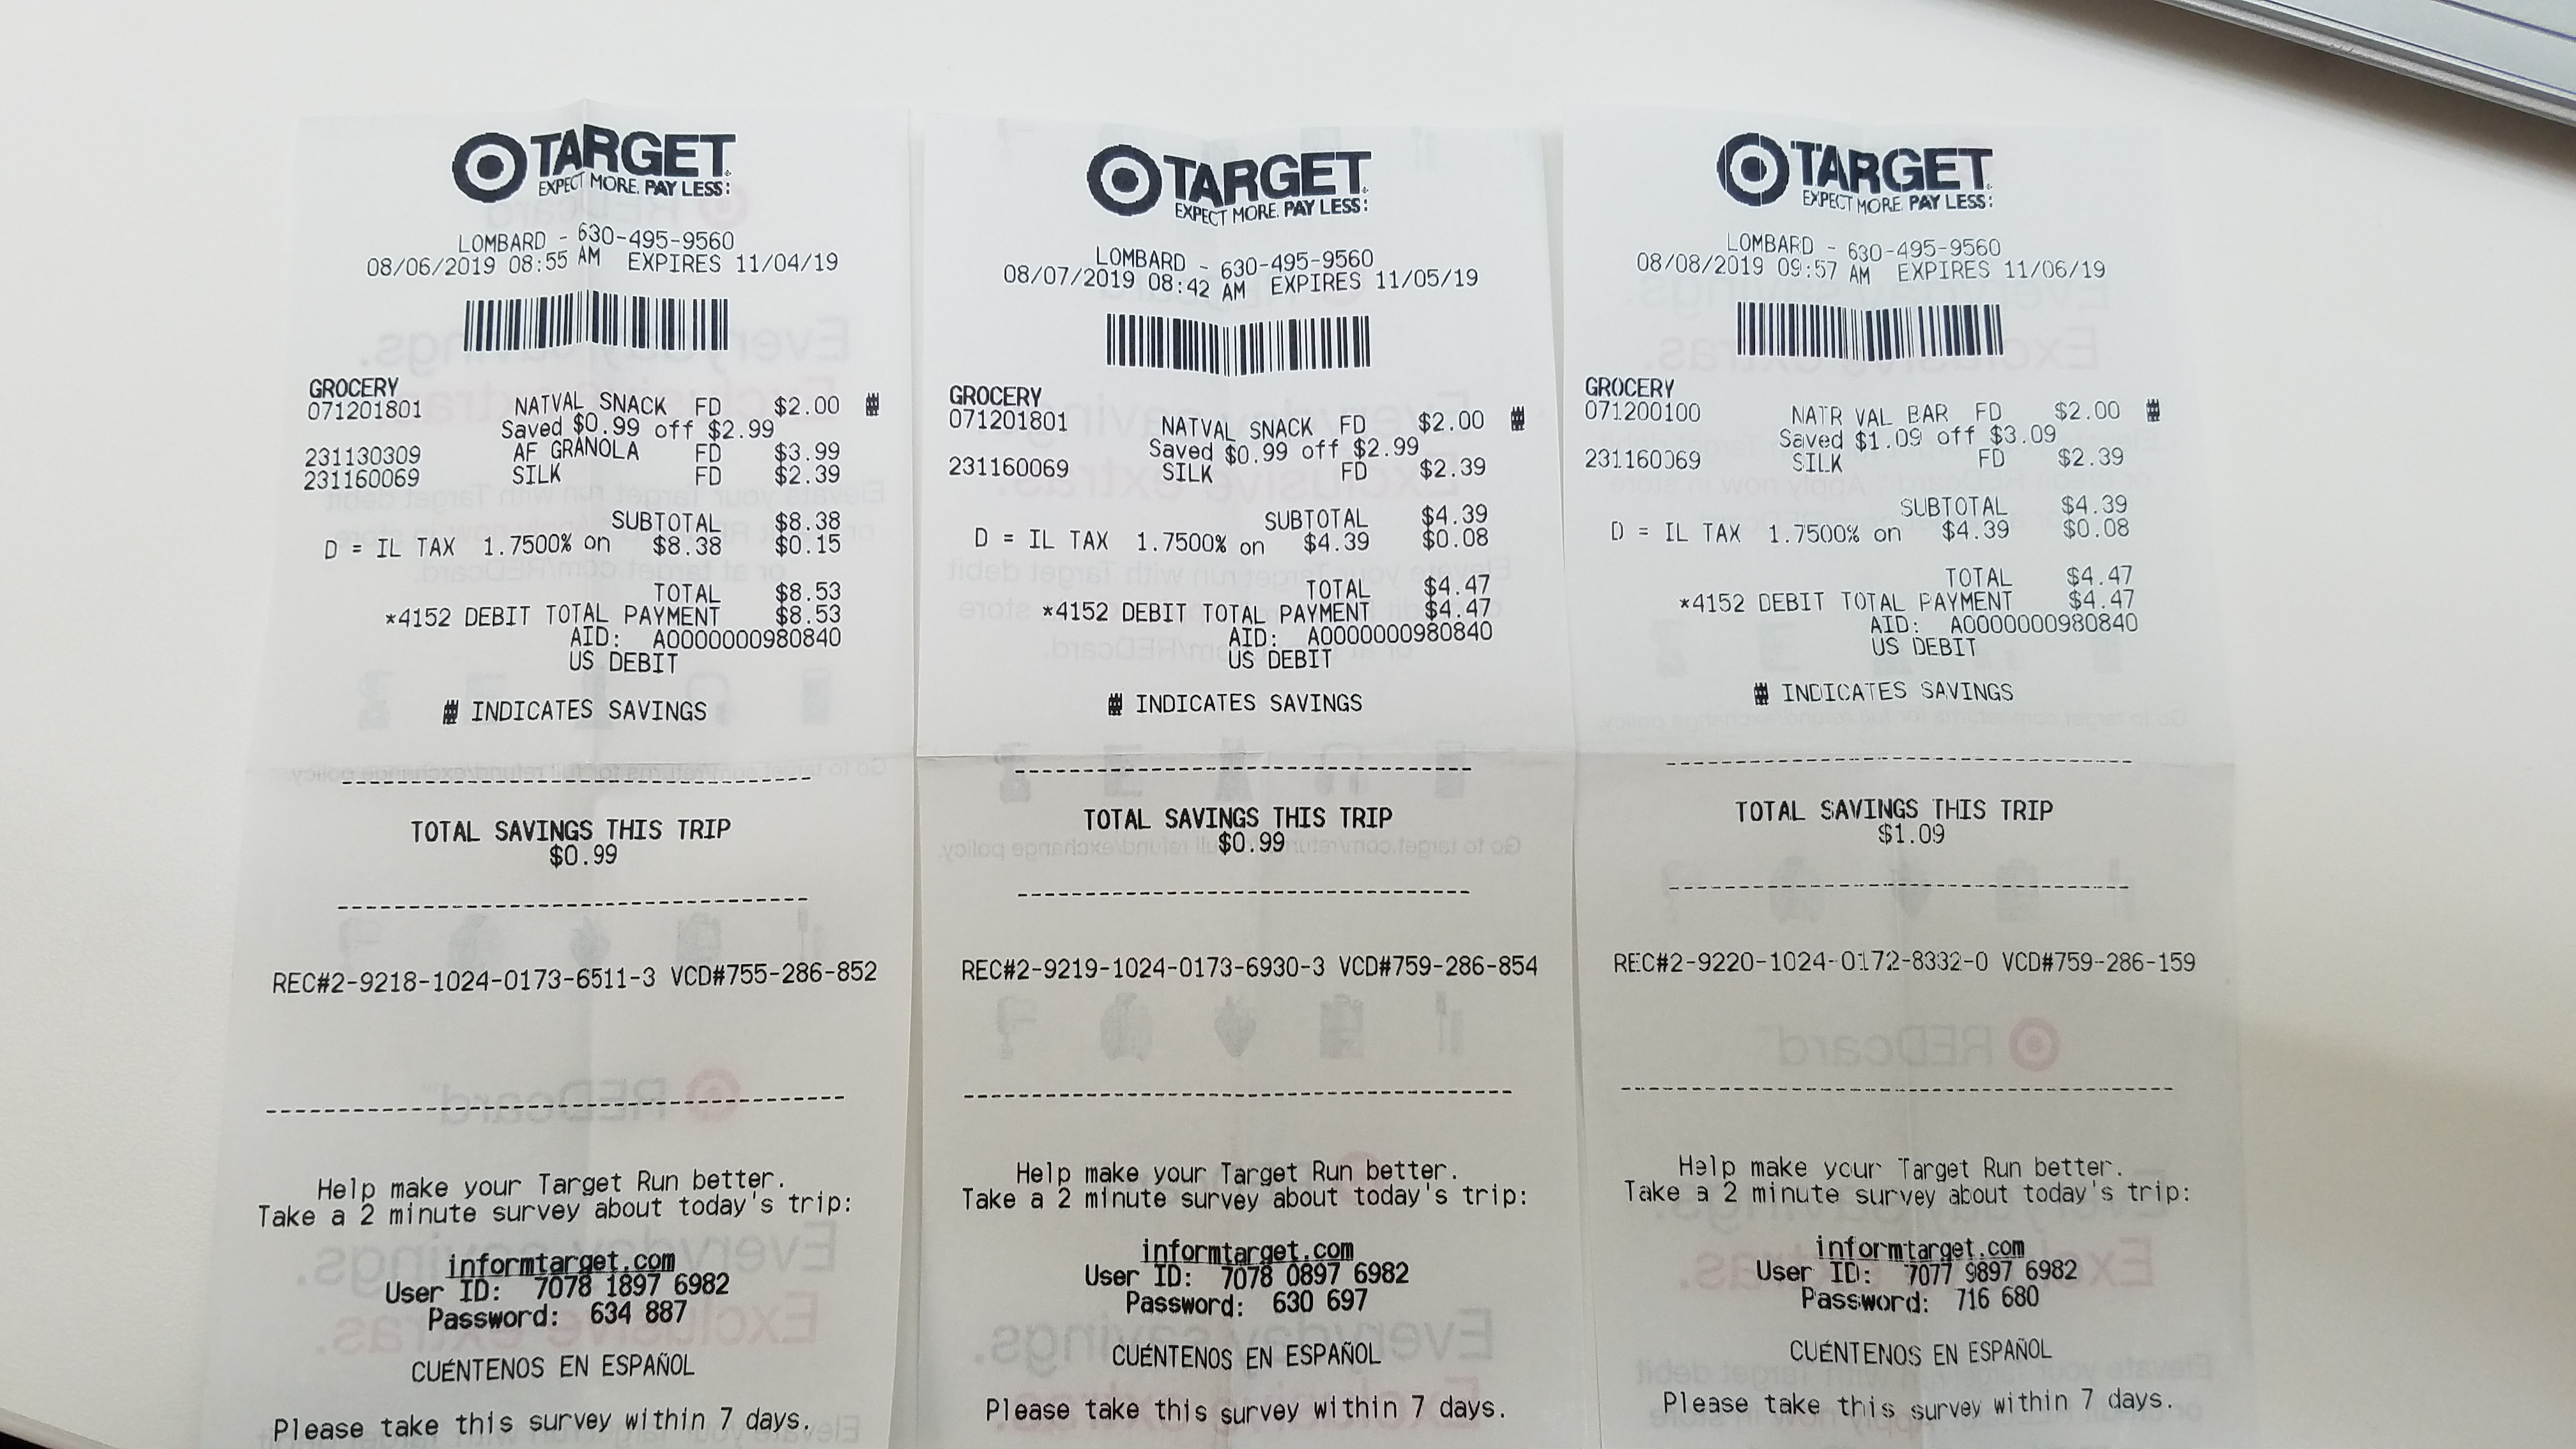 TARGET
EXPECT MORE. PAY LESS.
LOMBARD - 630-495-9560
08/06/2019 08:55 AM EXPIRES 11/04/19
GROCERY
071201801 NATVAL SNACK FD $2.00
Saved $0.99 off $2.99
231130309 AF GRANOLA FD $3.99
231160069 SILK FD $2.39
SUBTOTAL $8.38
D = IL TAX 1.7500% on $8.38 $0.15
TOTAL $8.53
*4152 DEBIT TOTAL PAYMENT $8.53
AID: A0000000980840
US DEBIT
INDICATES SAVINGS
TOTAL SAVINGS THIS TRIP
$0.99
REC#2-9218-1024-0173-6511-3 VCD#755-286-852
Help make your Target Run better.
Take a 2 minute survey about today's trip:
informtarget.com
User ID: 7078 1897 6982
Password: 634 887
CUÉNTENOS EN ESPAÑOL
Please take this survey within 7 days.
TARGET
EXPECT MORE. PAY LESS.
LOMBARD - 630-495-9560
08/07/2019 08:42 AM EXPIRES 11/05/19
GROCERY
071201801 NATVAL SNACK FD $2.00
Saved $0.99 off $2.99
231160069 SILK FD $2.39
SUBTOTAL $4.39
D = IL TAX 1.7500% on $4.39 $0.08
TOTAL $4.47
*4152 DEBIT TOTAL PAYMENT $4.47
AID: A0000000980840
US DEBIT
INDICATES SAVINGS
TOTAL SAVINGS THIS TRIP
$0.99
REC#2-9219-1024-0173-6930-3 VCD#759-286-854
Help make your Target Run better.
Take a 2 minute survey about today's trip:
informtarget.com
User ID: 7078 0897 6982
Password: 630 697
CUÉNTENOS EN ESPAÑOL
Please take this survey within 7 days.
TARGET
EXPECT MORE. PAY LESS.
LOMBARD - 630-495-9560
08/08/2019 09:57 AM EXPIRES 11/06/19
GROCERY
071200100 NATR VAL BAR FD $2.00
Saved $1.09 off $3.09
231160069 SILK FD $2.39
SUBTOTAL $4.39
D = IL TAX 1.7500% on $4.39 $0.08
TOTAL $4.47
*4152 DEBIT TOTAL PAYMENT $4.47
AID: A0000000980840
US DEBIT
INDICATES SAVINGS
TOTAL SAVINGS THIS TRIP
$1.09
REC#2-9220-1024-0172-8332-0 VCD#759-286-159
Help make your Target Run better.
Take a 2 minute survey about today's trip:
informtarget.com
User ID: 7077 9897 6982
Password: 716 680
CUÉNTENOS EN ESPAÑOL
Please take this survey within 7 days.